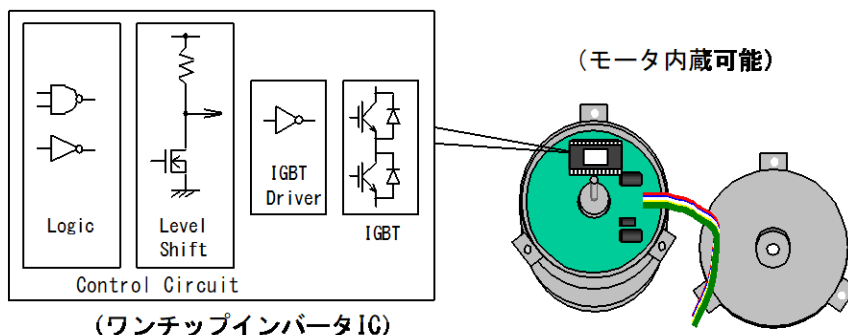 Logic
Level
Shift
IGBT
Driver
IGBT
Control Circuit
(ワンチップインバータIC)
(モータ内蔵可能)